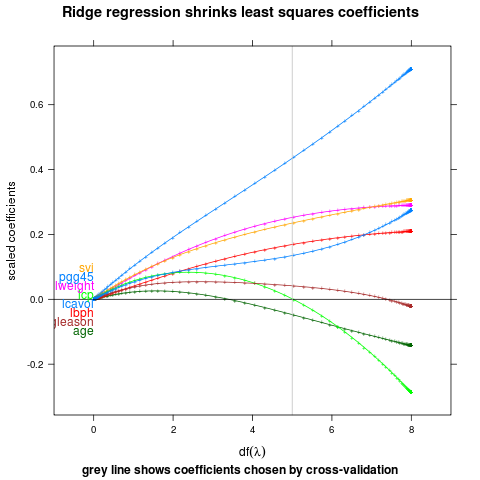 Ridge regression shrinks least squares coefficients
scaled coefficients
0.6
0.4
0.2
0.0
-0.2
svi
pgg45
lweight
lcp
lcavol
lbph
gleason
age
0 2 4 6 8
df(λ)
grey line shows coefficients chosen by cross-validation